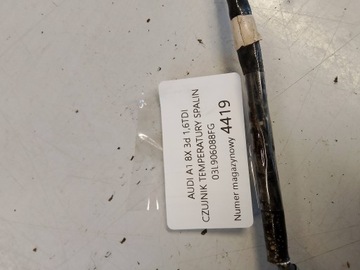 AUDI A1 8X 3d 1,6TDI
CZUJNIK TEMPERATURY SPALIN
03L906088FG
Numer magazynowy 4419